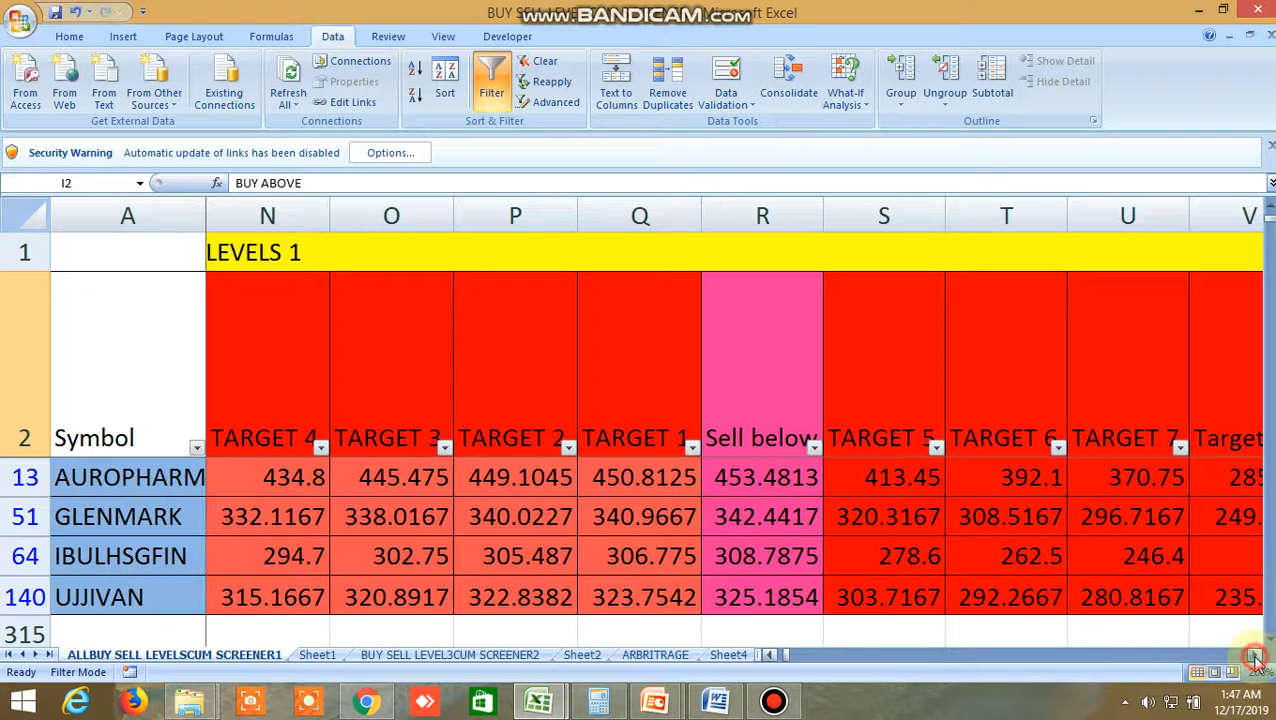 BUY SELL LEVEL Microsoft Excel
www.BANDICAM.com
Home Insert Page Layout Formulas Data Review View Developer
From Access
From Web
From Text
From Other Sources
Existing Connections
Get External Data
Refresh All
Connections
Properties
Edit Links
Connections
Sort
Filter
Clear
Reapply
Advanced
Sort & Filter
Text to Columns
Remove Duplicates
Data Validation
Consolidate
What-If Analysis
Data Tools
Group
Ungroup
Subtotal
Show Detail
Hide Detail
Outline
Security Warning Automatic update of links has been disabled Options...
I2 fx BUY ABOVE
A N O P Q R S T U V
1 LEVELS 1
2 Symbol TARGET 4 TARGET 3 TARGET 2 TARGET 1 Sell below TARGET 5 TARGET 6 TARGET 7 Target
13 AUROPHARM 434.8 445.475 449.1045 450.8125 453.4813 413.45 392.1 370.75 285
51 GLENMARK 332.1167 338.0167 340.0227 340.9667 342.4417 320.3167 308.5167 296.7167 249.
64 IBULHSGFIN 294.7 302.75 305.487 306.775 308.7875 278.6 262.5 246.4
140 UJJIVAN 315.1667 320.8917 322.8382 323.7542 325.1854 303.7167 292.2667 280.8167 235.
315
ALLBUY SELL LEVELSCUM SCREENER1 Sheet1 BUY SELL LEVEL3CUM SCREENER2 Sheet2 ARBRITRAGE Sheet4
Ready Filter Mode
1:47 AM
12/17/2019